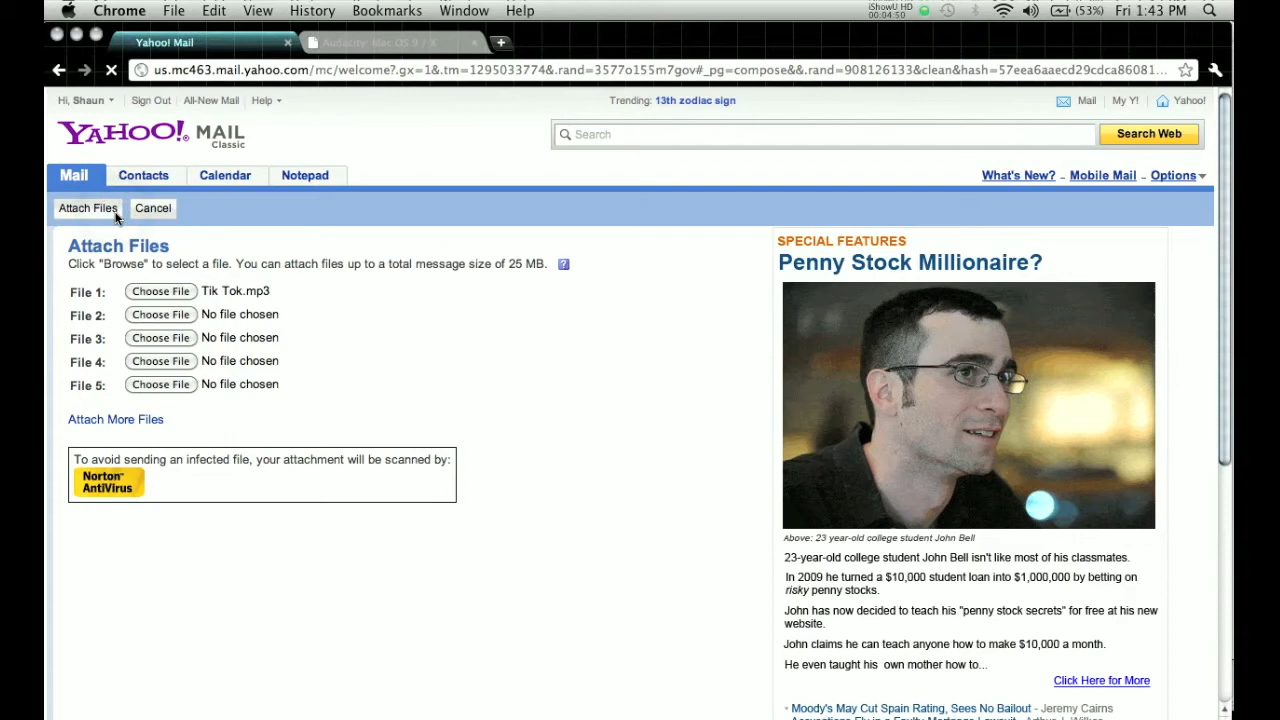 Chrome File Edit View History Bookmarks Window Help iShowU HD 00:04:50 (53%) Fri 1:43 PM
Yahoo! Mail Audacity: Mac OS 9 / X
us.mc463.mail.yahoo.com/mc/welcome?.gx=1&.tm=1295033774&.rand=3577o155m7gov#_pg=compose&&.rand=908126133&clean&hash=57eea6aaecd29cdca86081...
Hi, Shaun Sign Out All-New Mail Help Trending: 13th zodiac sign Mail My Y! Yahoo!
YAHOO! MAIL
Classic
Search Search Web
Mail Contacts Calendar Notepad What's New? Mobile Mail Options
Attach Files Cancel
Attach Files
Click "Browse" to select a file. You can attach files up to a total message size of 25 MB. ?
File 1: Choose File Tik Tok.mp3
File 2: Choose File No file chosen
File 3: Choose File No file chosen
File 4: Choose File No file chosen
File 5: Choose File No file chosen
Attach More Files
To avoid sending an infected file, your attachment will be scanned by:
Norton™
AntiVirus
SPECIAL FEATURES
Penny Stock Millionaire?
Above: 23 year-old college student John Bell
23-year-old college student John Bell isn't like most of his classmates.
In 2009 he turned a $10,000 student loan into $1,000,000 by betting on
risky penny stocks.
John has now decided to teach his "penny stock secrets" for free at his new
website.
John claims he can teach anyone how to make $10,000 a month.
He even taught his own mother how to...
Click Here for More
• Moody's May Cut Spain Rating, Sees No Bailout - Jeremy Cairns